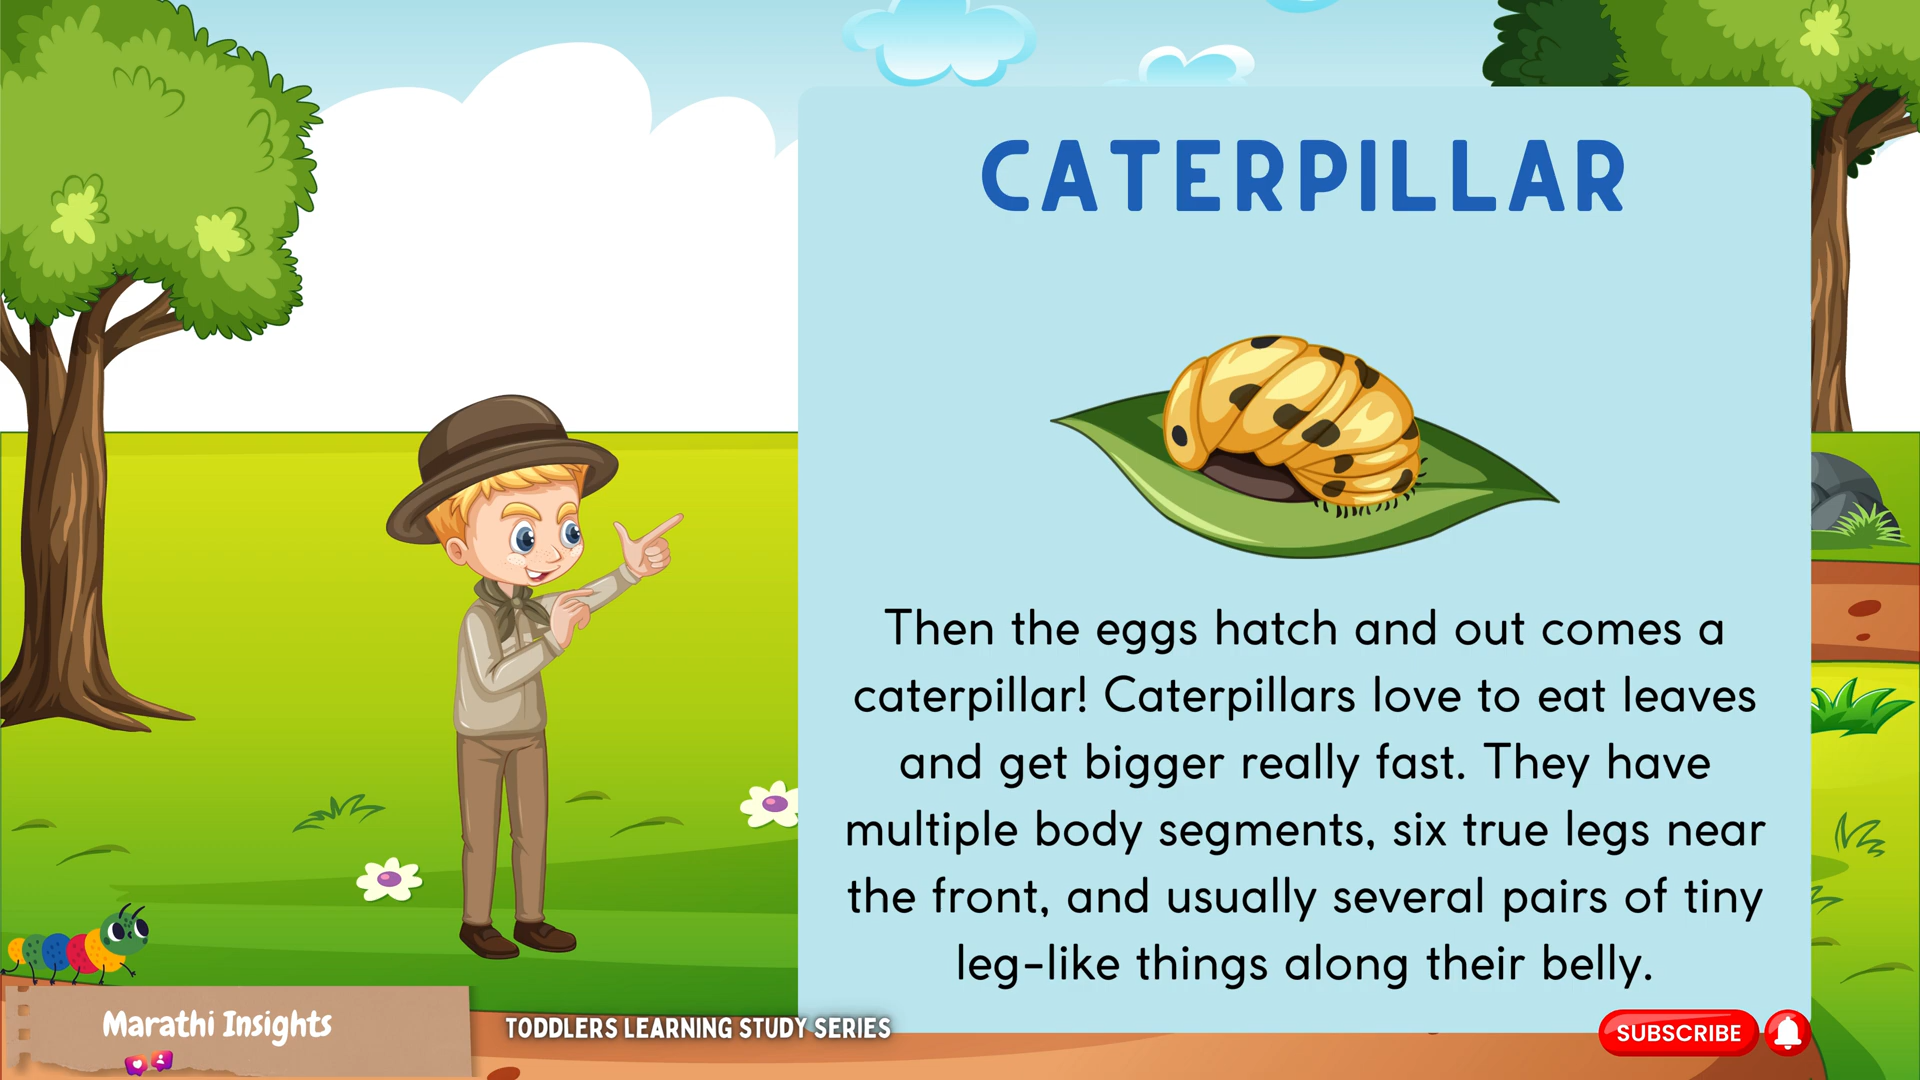 CATERPILLAR
Then the eggs hatch and out comes a
caterpillar! Caterpillars love to eat leaves
and get bigger really fast. They have
multiple body segments, six true legs near
the front, and usually several pairs of tiny
leg-like things along their belly.
Marathi Insights
TODDLERS LEARNING STUDY SERIES
SUBSCRIBE